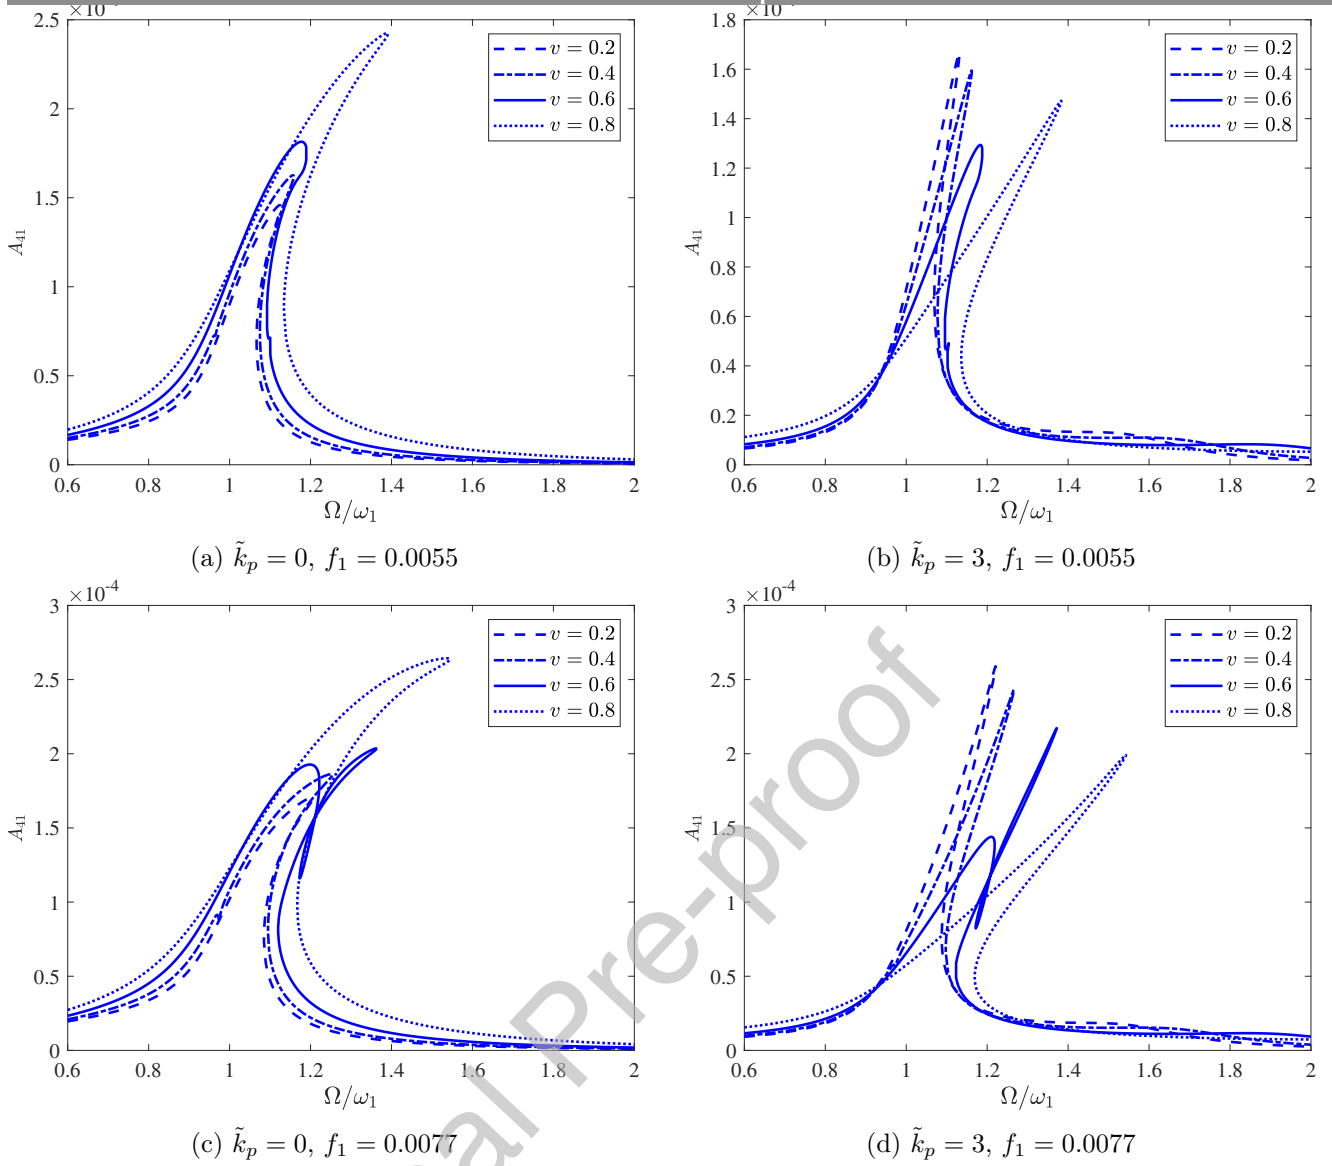 ×10
2.5
2
1.5
1
0.5
0
0.6 0.8 1 1.2 1.4 1.6 1.8 2
A₄₁
Ω/ω₁
v = 0.2
v = 0.4
v = 0.6
v = 0.8
(a) k̃ₚ = 0, f₁ = 0.0055
×10
1.8
1.6
1.4
1.2
1
0.8
0.6
0.4
0.2
0
0.6 0.8 1 1.2 1.4 1.6 1.8 2
A₄₁
Ω/ω₁
v = 0.2
v = 0.4
v = 0.6
v = 0.8
(b) k̃ₚ = 3, f₁ = 0.0055
×10⁻⁴
3
2.5
2
1.5
1
0.5
0
0.6 0.8 1 1.2 1.4 1.6 1.8 2
A₄₁
Ω/ω₁
v = 0.2
v = 0.4
v = 0.6
v = 0.8
(c) k̃ₚ = 0, f₁ = 0.0077
×10⁻⁴
3
2.5
2
1.5
1
0.5
0
0.6 0.8 1 1.2 1.4 1.6 1.8 2
A₄₁
Ω/ω₁
v = 0.2
v = 0.4
v = 0.6
v = 0.8
(d) k̃ₚ = 3, f₁ = 0.0077
al Pre-proof